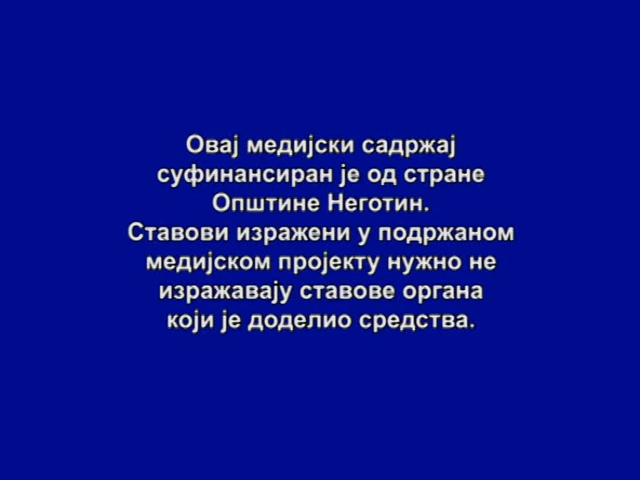 Овај медијски садржај
суфинансиран је од стране
Општине Неготин.
Ставови изражени у подржаном
медијском пројекту нужно не
изражавају ставове органа
који је доделио средства.